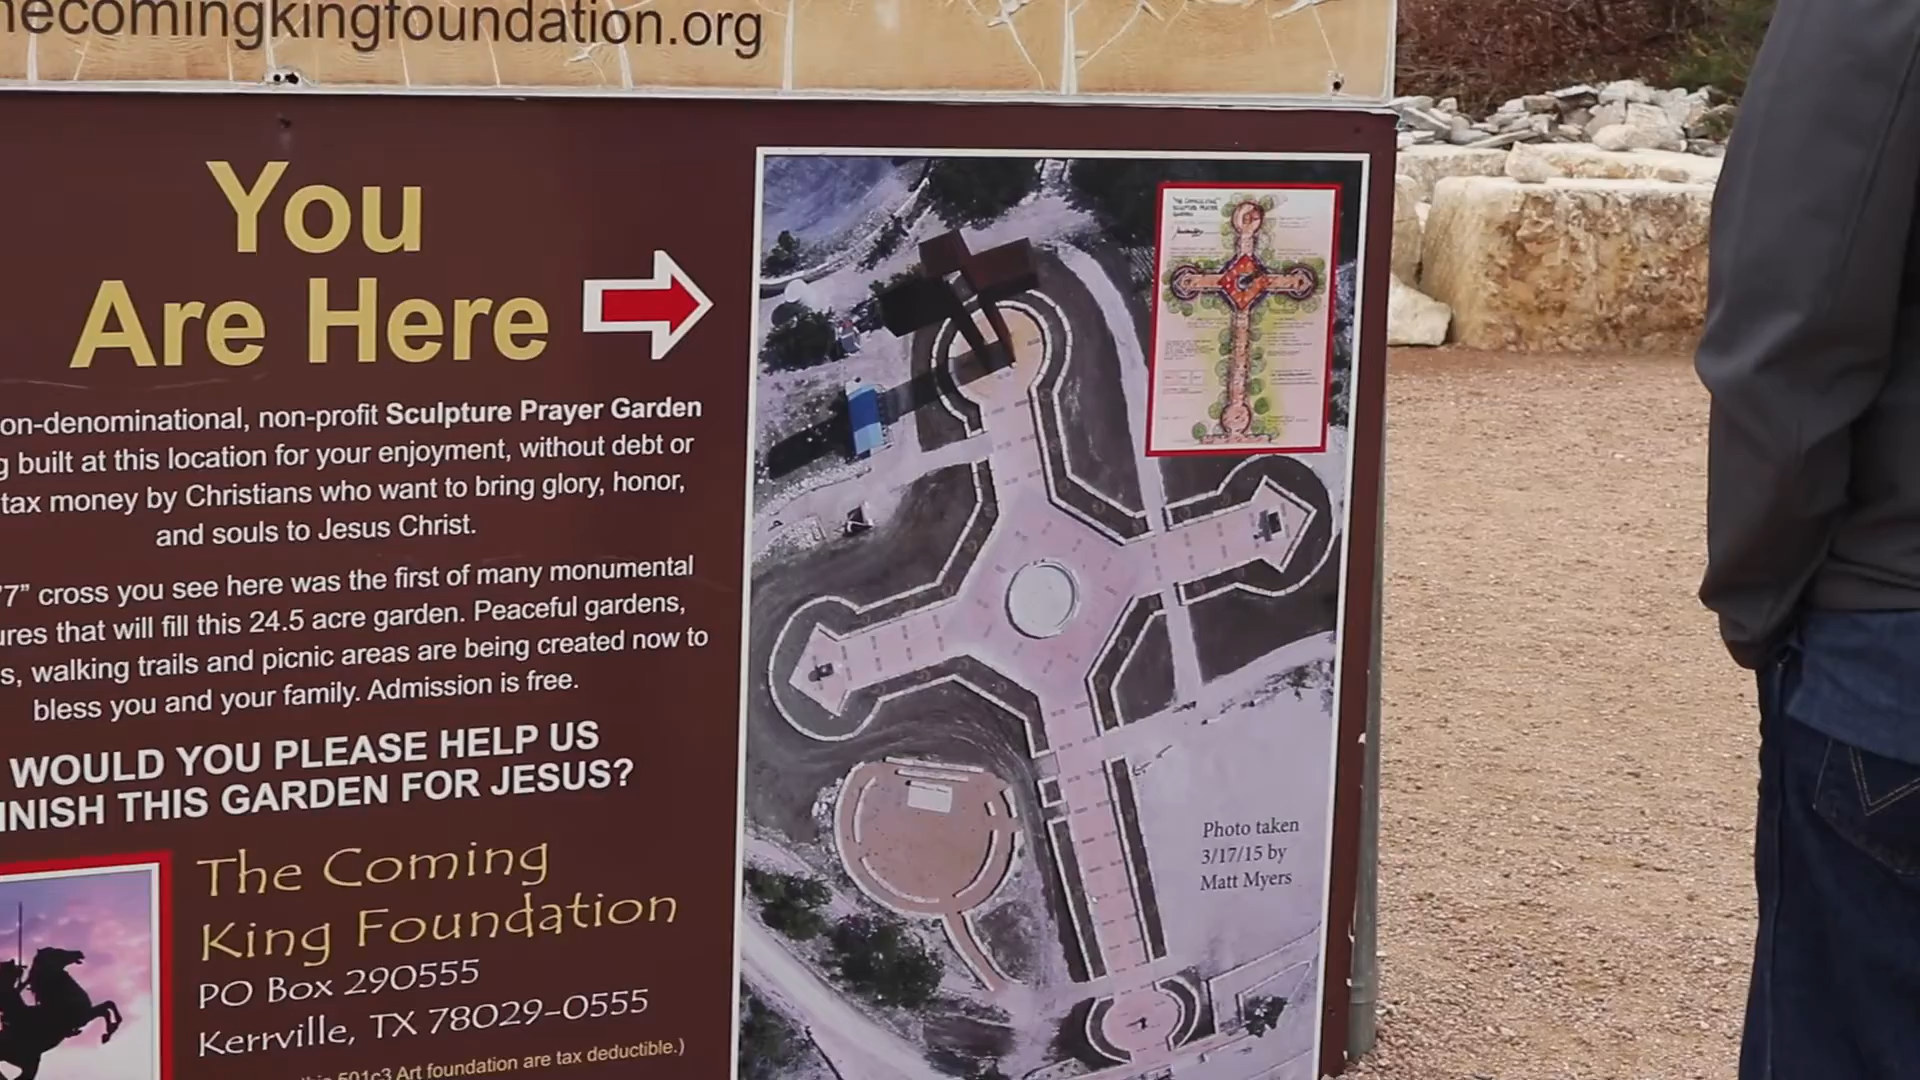 hecomingkingfoundation.org
You
Are Here
on-denominational, non-profit Sculpture Prayer Garden
g built at this location for your enjoyment, without debt or
tax money by Christians who want to bring glory, honor,
and souls to Jesus Christ.
'7" cross you see here was the first of many monumental
ures that will fill this 24.5 acre garden. Peaceful gardens,
s, walking trails and picnic areas are being created now to
bless you and your family. Admission is free.
WOULD YOU PLEASE HELP US
INISH THIS GARDEN FOR JESUS?
The Coming
King Foundation
PO Box 290555
Kerrville, TX 78029-0555
501c3 Art foundation are tax deductible.)
Photo taken
3/17/15 by
Matt Myers